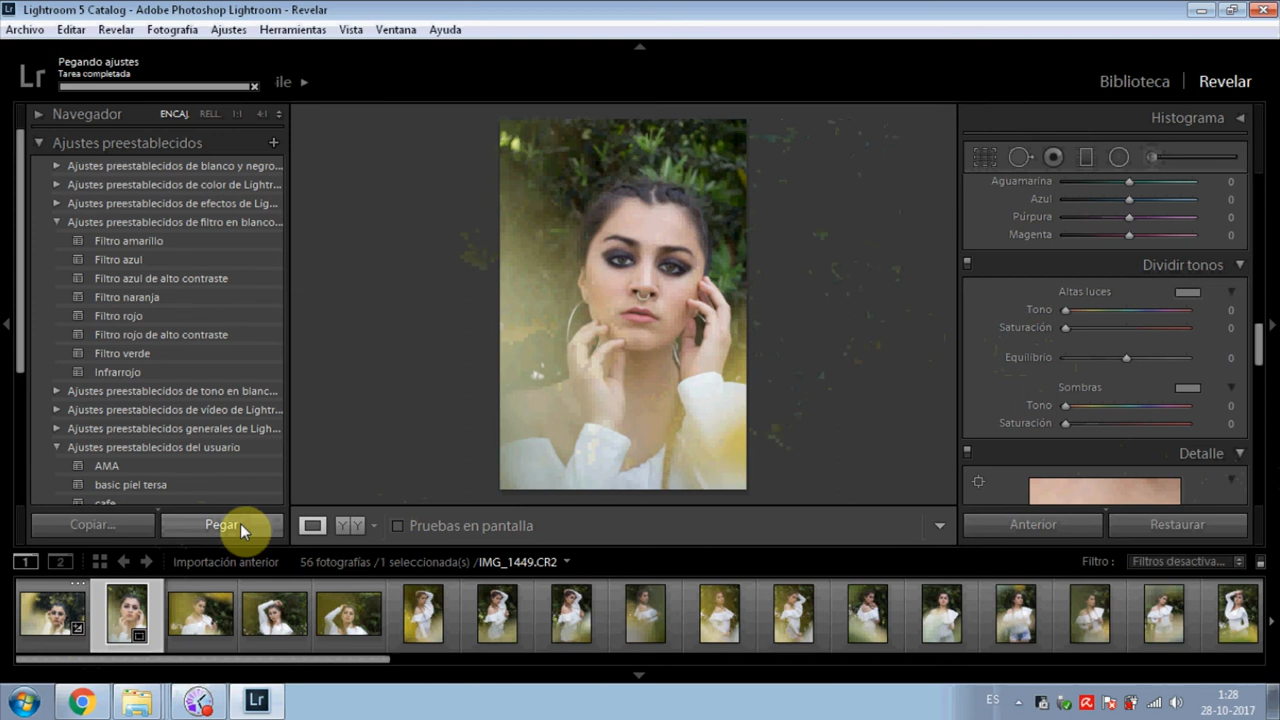 Lightroom 5 Catalog - Adobe Photoshop Lightroom - Revelar
Archivo Editar Revelar Fotografía Ajustes Herramientas Vista Ventana Ayuda
Pegando ajustes
Tarea completada
Lr ile
Biblioteca Revelar
Navegador ENCAJ. RELL. 1:1 4:1
Histograma
Ajustes preestablecidos +
Ajustes preestablecidos de blanco y negro...
Ajustes preestablecidos de color de Lightr...
Ajustes preestablecidos de efectos de Lig...
Ajustes preestablecidos de filtro en blanco...
Filtro amarillo
Filtro azul
Filtro azul de alto contraste
Filtro naranja
Filtro rojo
Filtro rojo de alto contraste
Filtro verde
Infrarrojo
Ajustes preestablecidos de tono en blanc...
Ajustes preestablecidos de vídeo de Lightr...
Ajustes preestablecidos generales de Ligh...
Ajustes preestablecidos del usuario
AMA
basic piel tersa
cafe
Aguamarina 0
Azul 0
Púrpura 0
Magenta 0
Dividir tonos
Altas luces
Tono 0
Saturación 0
Equilibrio 0
Sombras
Tono 0
Saturación 0
Detalle
Copiar... Pegar
YY Pruebas en pantalla
Anterior Restaurar
1 2 Importación anterior 56 fotografías /1 seleccionada(s) /IMG_1449.CR2
Filtro : Filtros desactiva...
Lr ES 1:28
28-10-2017